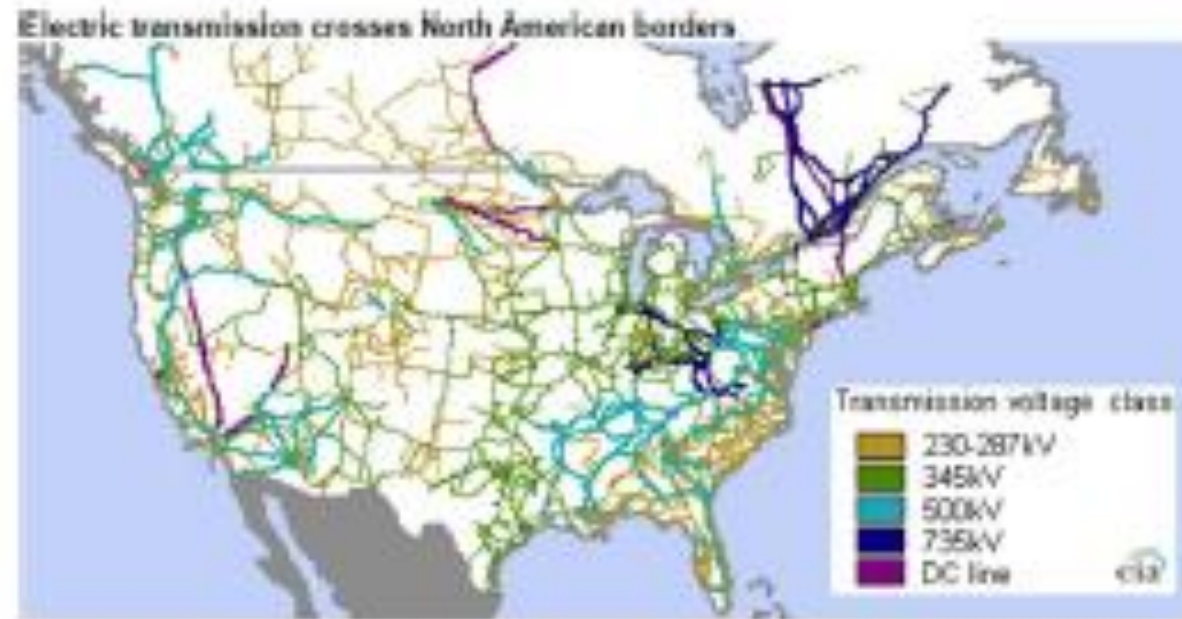 Electric transmission crosses North American borders
Transmission voltage class
230-287kV
345kV
500kV
735kV
DC line
eia